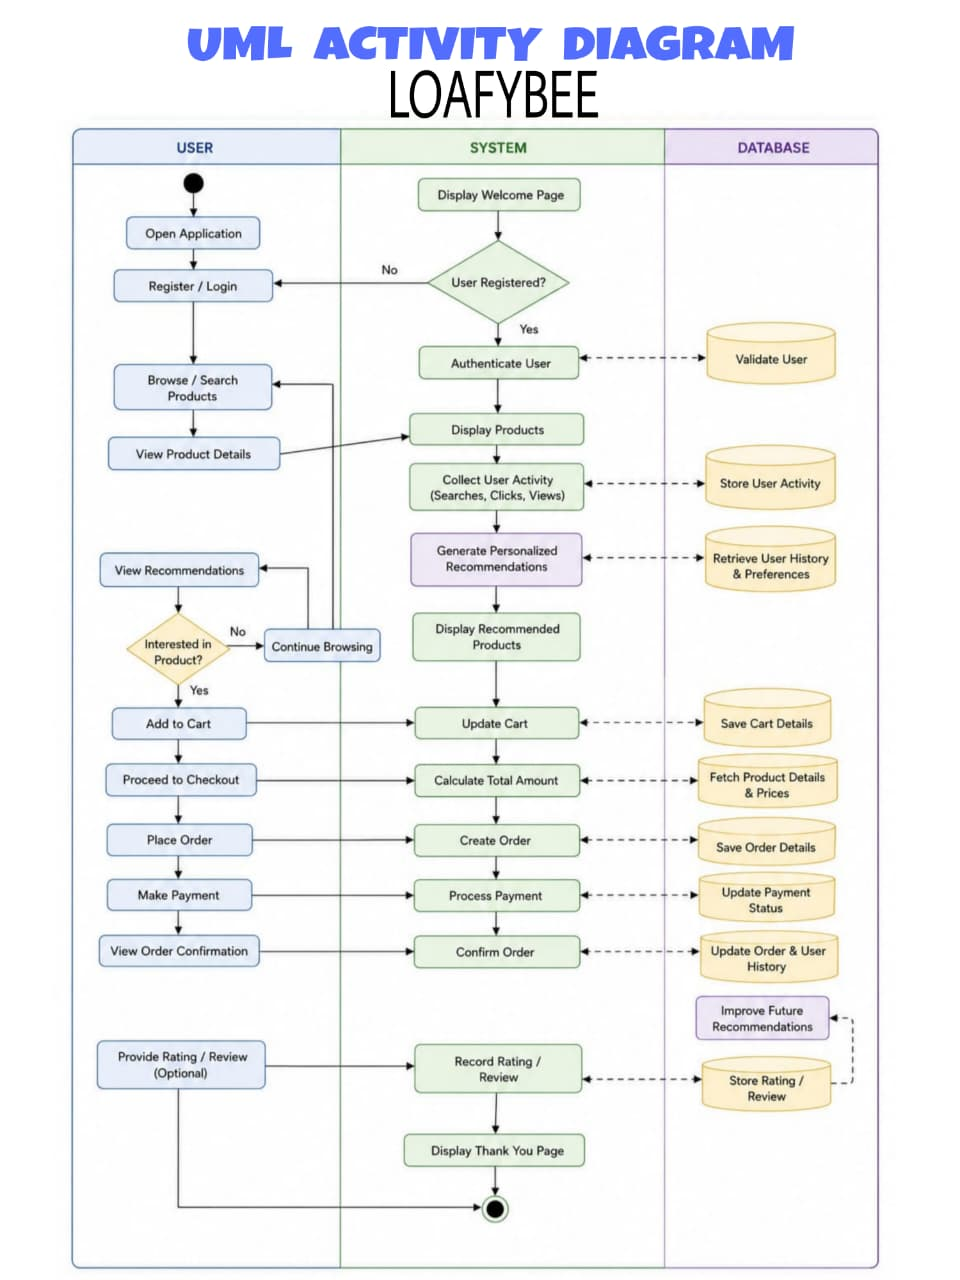 UML ACTIVITY DIAGRAM
LOAFYBEE
USER
SYSTEM
DATABASE
Display Welcome Page
Open Application
Register / Login
No
User Registered?
Yes
Authenticate User
Validate User
Browse / Search
Products
Display Products
View Product Details
Collect User Activity
(Searches, Clicks, Views)
Store User Activity
Generate Personalized
Recommendations
Retrieve User History
& Preferences
View Recommendations
Display Recommended
Products
Interested in
Product?
No
Continue Browsing
Yes
Add to Cart
Update Cart
Save Cart Details
Proceed to Checkout
Calculate Total Amount
Fetch Product Details
& Prices
Place Order
Create Order
Save Order Details
Make Payment
Process Payment
Update Payment
Status
View Order Confirmation
Confirm Order
Update Order & User
History
Improve Future
Recommendations
Provide Rating / Review
(Optional)
Record Rating /
Review
Store Rating /
Review
Display Thank You Page